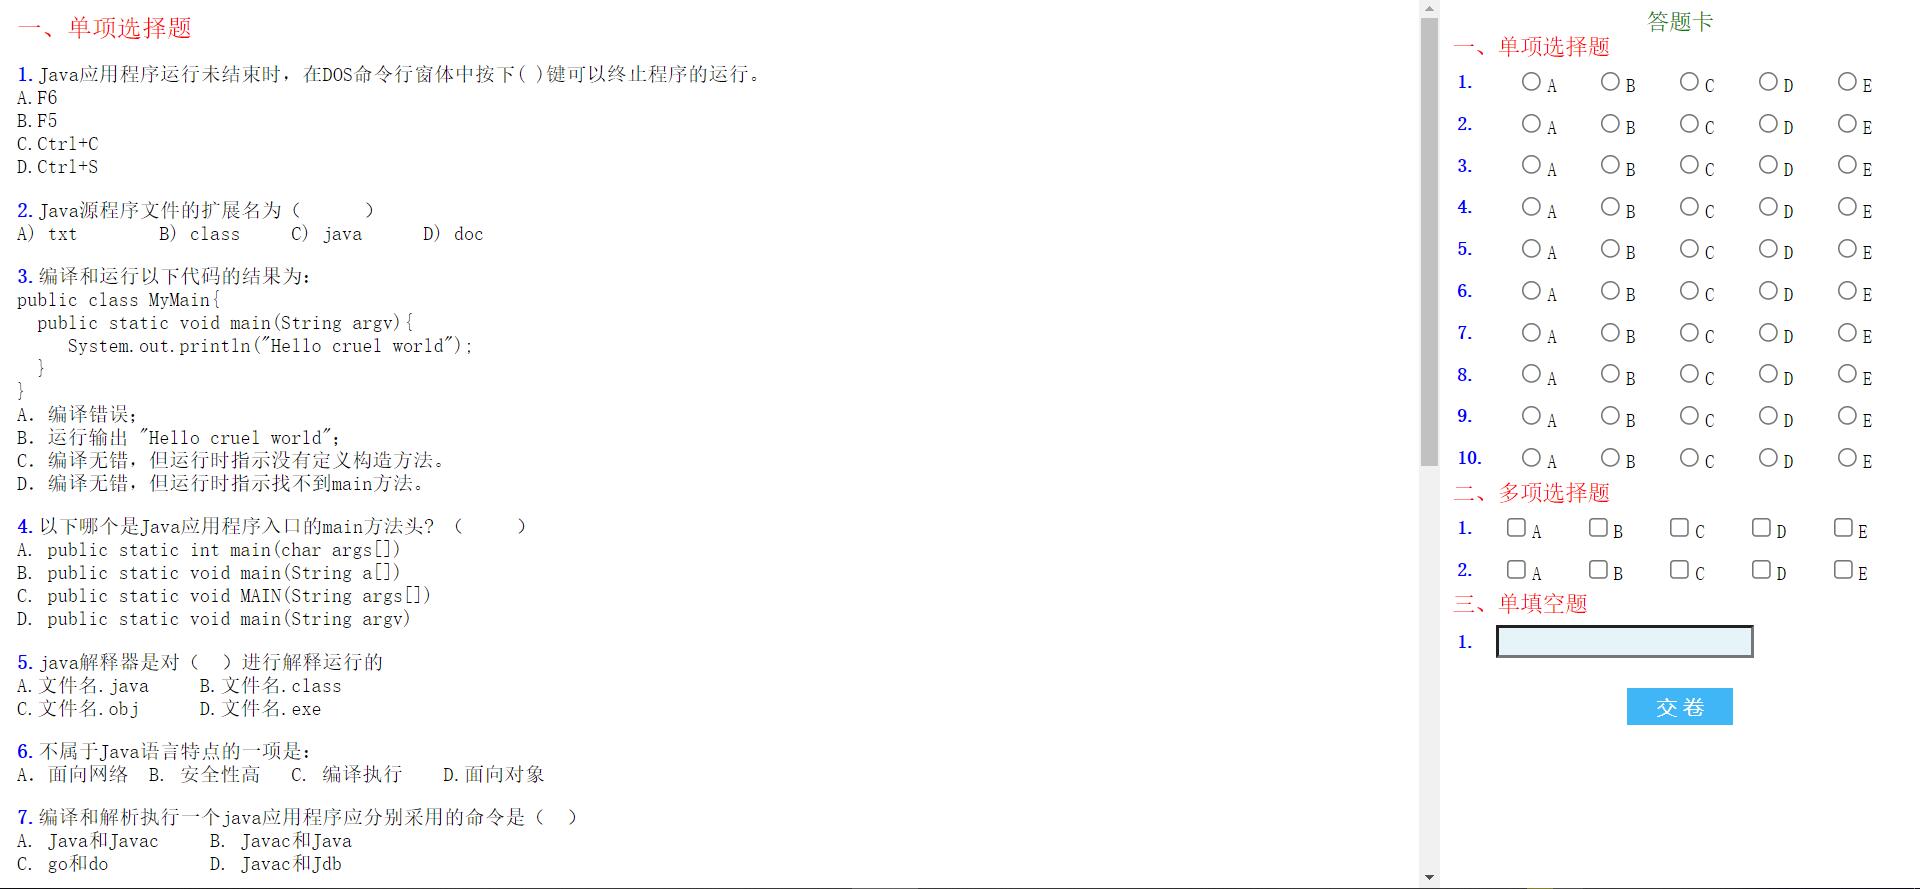 一、单项选择题
1. Java应用程序运行未结束时，在DOS命令行窗体中按下( )键可以终止程序的运行。
A.F6
B.F5
C.Ctrl+C
D.Ctrl+S
2. Java源程序文件的扩展名为（      ）
A) txt        B) class     C) java      D) doc
3. 编译和运行以下代码的结果为：
public class MyMain{
  public static void main(String argv){
     System.out.println("Hello cruel world");
  }
}
A．编译错误；
B．运行输出 "Hello cruel world"；
C．编译无错，但运行时指示没有定义构造方法。
D．编译无错，但运行时指示找不到main方法。
4. 以下哪个是Java应用程序入口的main方法头？（     ）
A. public static int main(char args[])
B. public static void main(String a[])
C. public static void MAIN(String args[])
D. public static void main(String argv)
5. java解释器是对（  ）进行解释运行的
A.文件名.java     B.文件名.class
C.文件名.obj      D.文件名.exe
6. 不属于Java语言特点的一项是：
A．面向网络  B. 安全性高   C. 编译执行    D.面向对象
7. 编译和解析执行一个java应用程序应分别采用的命令是（  ）
A. Java和Javac     B. Javac和Java
C. go和do          D. Javac和Jdb
答题卡
一、单项选择题
1. A B C D E
2. A B C D E
3. A B C D E
4. A B C D E
5. A B C D E
6. A B C D E
7. A B C D E
8. A B C D E
9. A B C D E
10. A B C D E
二、多项选择题
1. A B C D E
2. A B C D E
三、单填空题
1.
交 卷